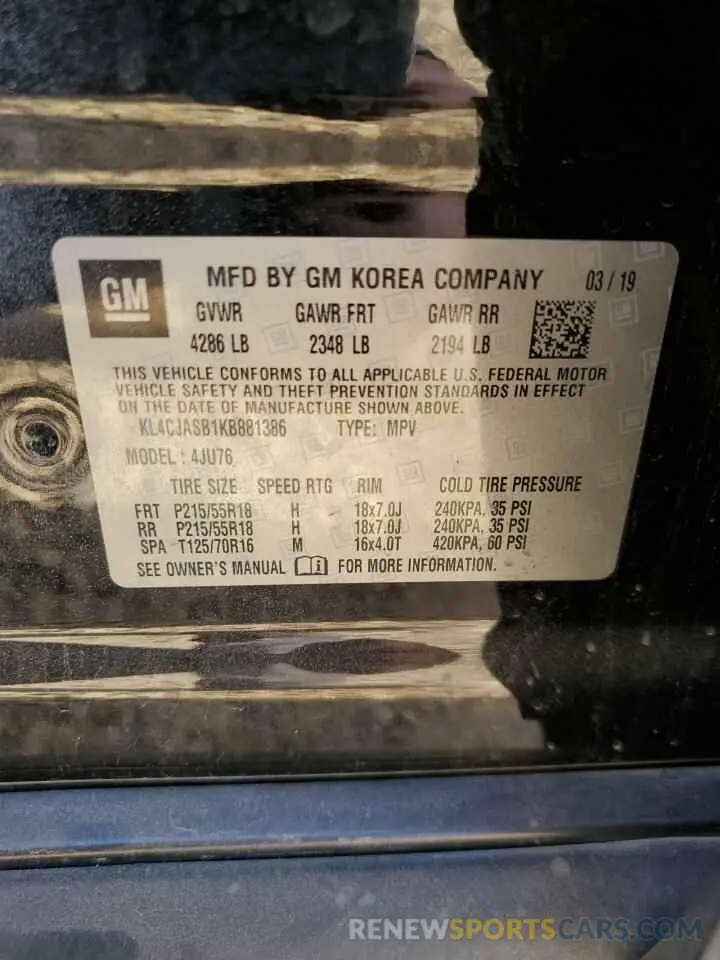 GM
MFD BY GM KOREA COMPANY 03 / 19
GVWR GAWR FRT GAWR RR
4286 LB 2348 LB 2194 LB
THIS VEHICLE CONFORMS TO ALL APPLICABLE U.S. FEDERAL MOTOR
VEHICLE SAFETY AND THEFT PREVENTION STANDARDS IN EFFECT
ON THE DATE OF MANUFACTURE SHOWN ABOVE.
KL4CJASB1KB881386 TYPE: MPV
MODEL : 4JU76
TIRE SIZE SPEED RTG RIM COLD TIRE PRESSURE
FRT P215/55R18 H 18x7.0J 240KPA, 35 PSI
RR P215/55R18 H 18x7.0J 240KPA, 35 PSI
SPA T125/70R16 M 16x4.0T 420KPA, 60 PSI
SEE OWNER'S MANUAL i FOR MORE INFORMATION.
RENEWSPORTSCARS.COM